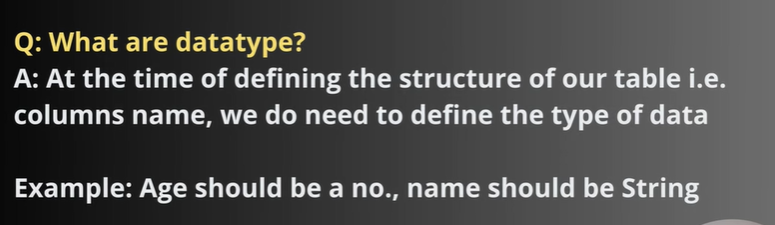 Q: What are datatype?
A: At the time of defining the structure of our table i.e.
columns name, we do need to define the type of data
Example: Age should be a no., name should be String